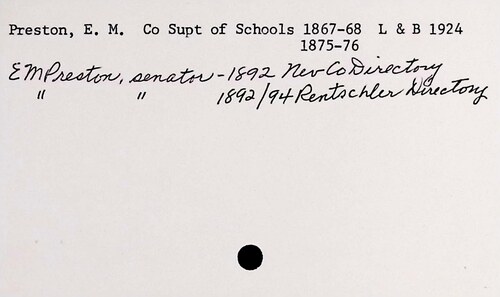 Preston, E. M. Co Supt of Schools 1867-68 L & B 1924
1875-76
E M Preston, senator - 1892 Nev Co Directory
" " 1892/94 Rentschler Directory